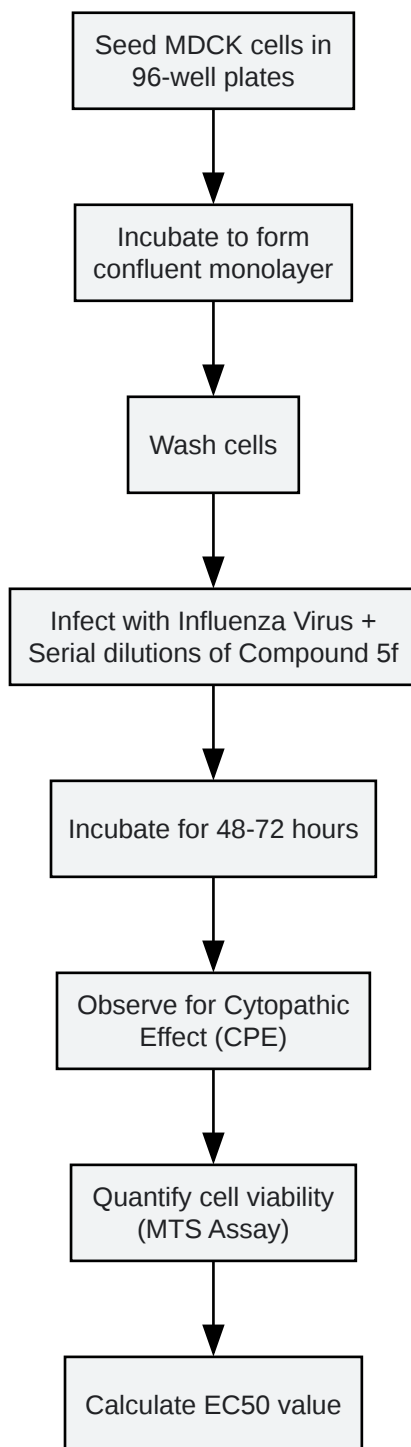 Seed MDCK cells in
96-well plates
Incubate to form
confluent monolayer
Wash cells
Infect with Influenza Virus +
Serial dilutions of Compound 5f
Incubate for 48-72 hours
Observe for Cytopathic
Effect (CPE)
Quantify cell viability
(MTS Assay)
Calculate EC50 value